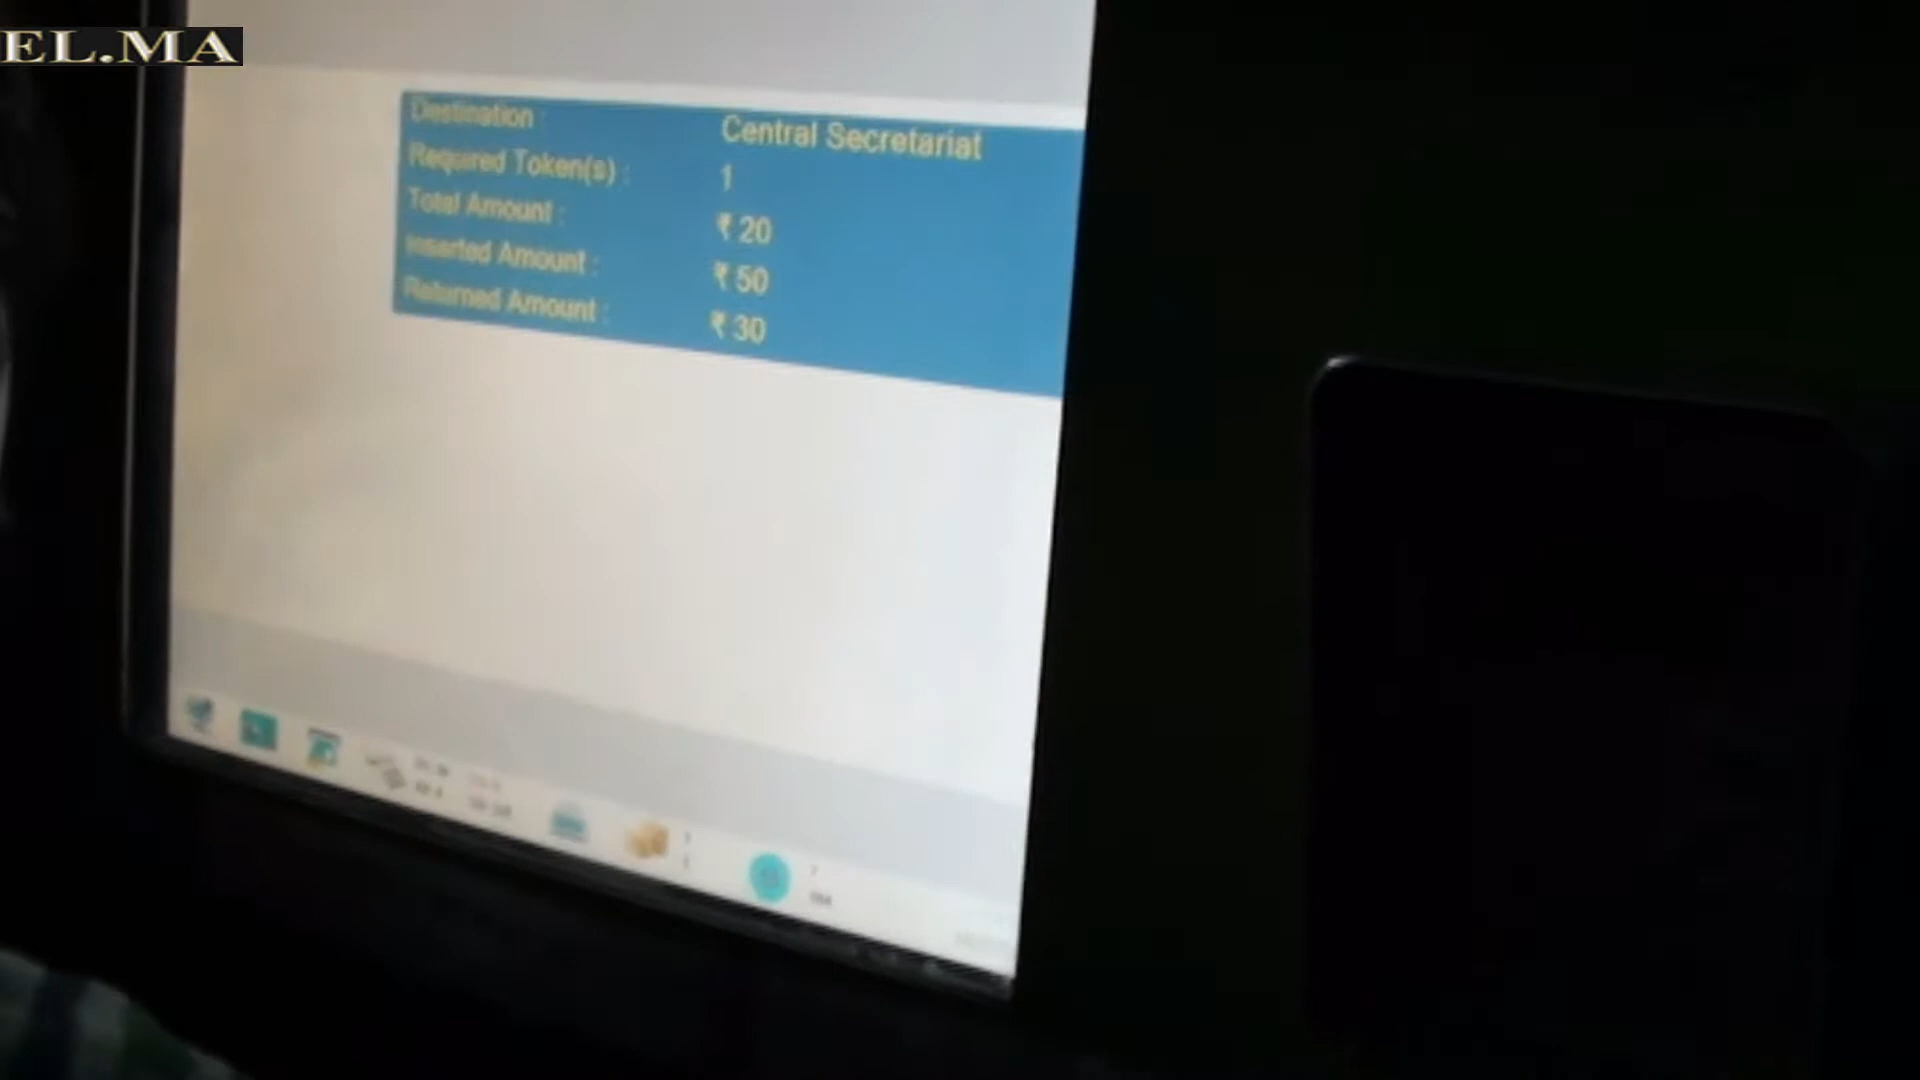 EL.MA
Destination : Central Secretariat
Required Token(s) : 1
Total Amount : ₹ 20
Inserted Amount : ₹ 50
Returned Amount : ₹ 30